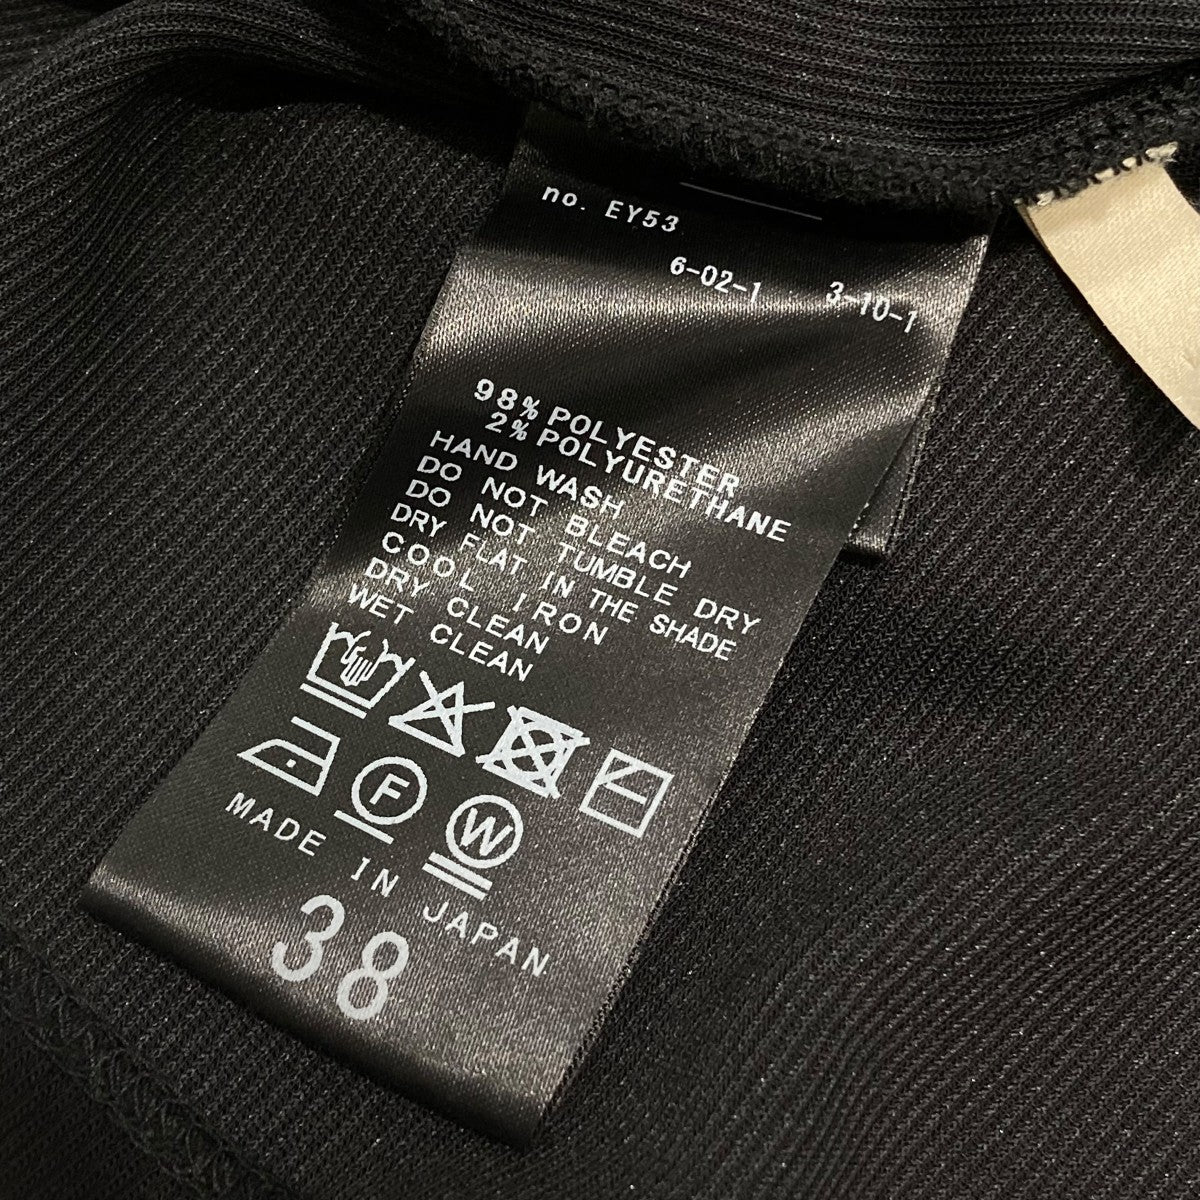 no. EY53
6-02-1 3-10-1
98% POLYESTER
2% POLYURETHANE
HAND WASH
DO NOT BLEACH
DO NOT TUMBLE DRY
DRY FLAT IN THE SHADE
COOL IRON
DRY CLEAN
WET CLEAN
F
W
MADE IN JAPAN
38